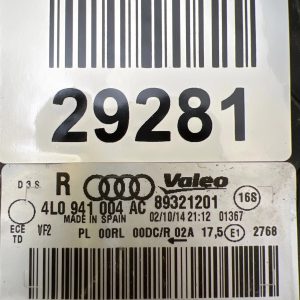 29281
D3S R Valeo 16S
4L0 941 004 AC 89321201
MADE IN SPAIN 02/10/14 21:12 01367
ECE VF2 PL 00RL 00DC/R 02A 17,5 E1 2768
TD